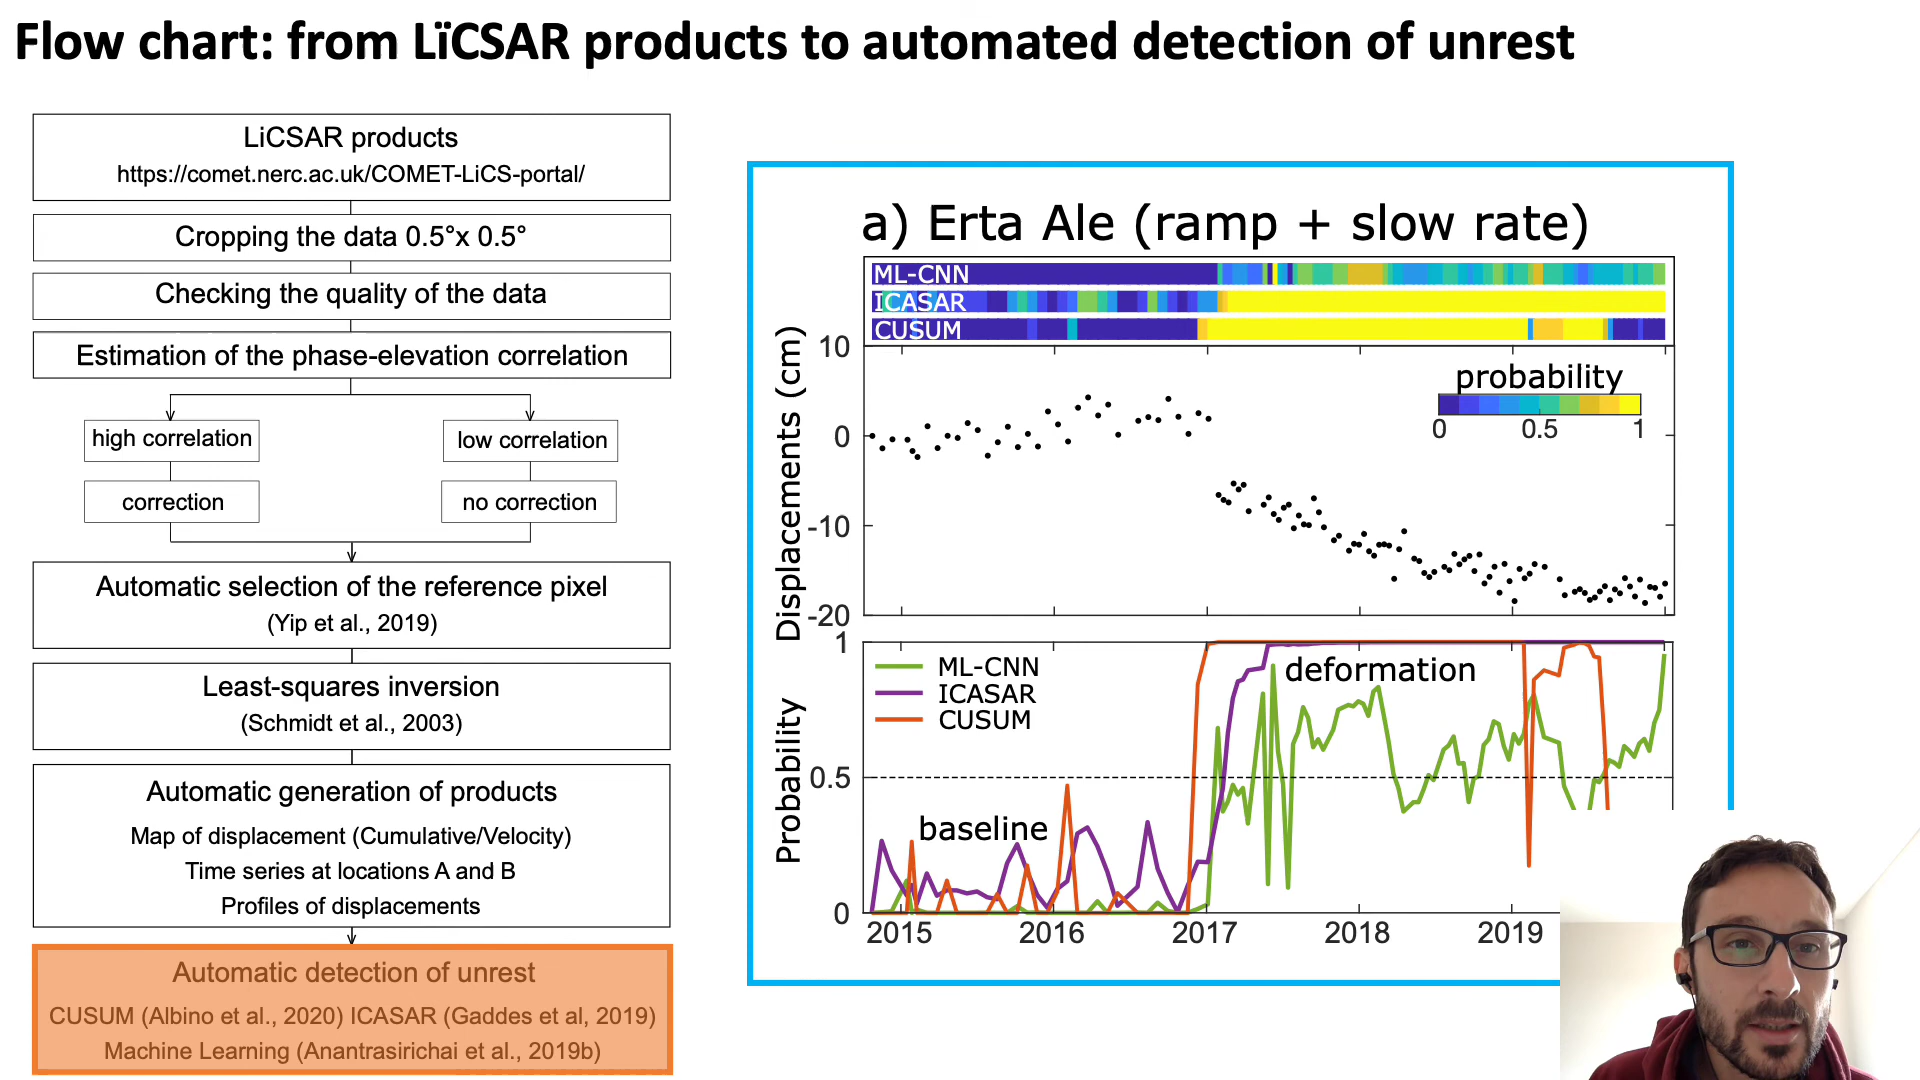 Flow chart: from LïCSAR products to automated detection of unrest
LiCSAR products
https://comet.nerc.ac.uk/COMET-LiCS-portal/
Cropping the data 0.5°x 0.5°
Checking the quality of the data
Estimation of the phase-elevation correlation
high correlation
low correlation
correction
no correction
Automatic selection of the reference pixel
(Yip et al., 2019)
Least-squares inversion
(Schmidt et al., 2003)
Automatic generation of products
Map of displacement (Cumulative/Velocity)
Time series at locations A and B
Profiles of displacements
Automatic detection of unrest
CUSUM (Albino et al., 2020) ICASAR (Gaddes et al, 2019)
Machine Learning (Anantrasirichai et al., 2019b)
a) Erta Ale (ramp + slow rate)
ML-CNN
ICASAR
CUSUM
Displacements (cm)
10
0
-10
-20
probability
0 0.5 1
Probability
1
0.5
0
ML-CNN
ICASAR
CUSUM
deformation
baseline
2015 2016 2017 2018 2019